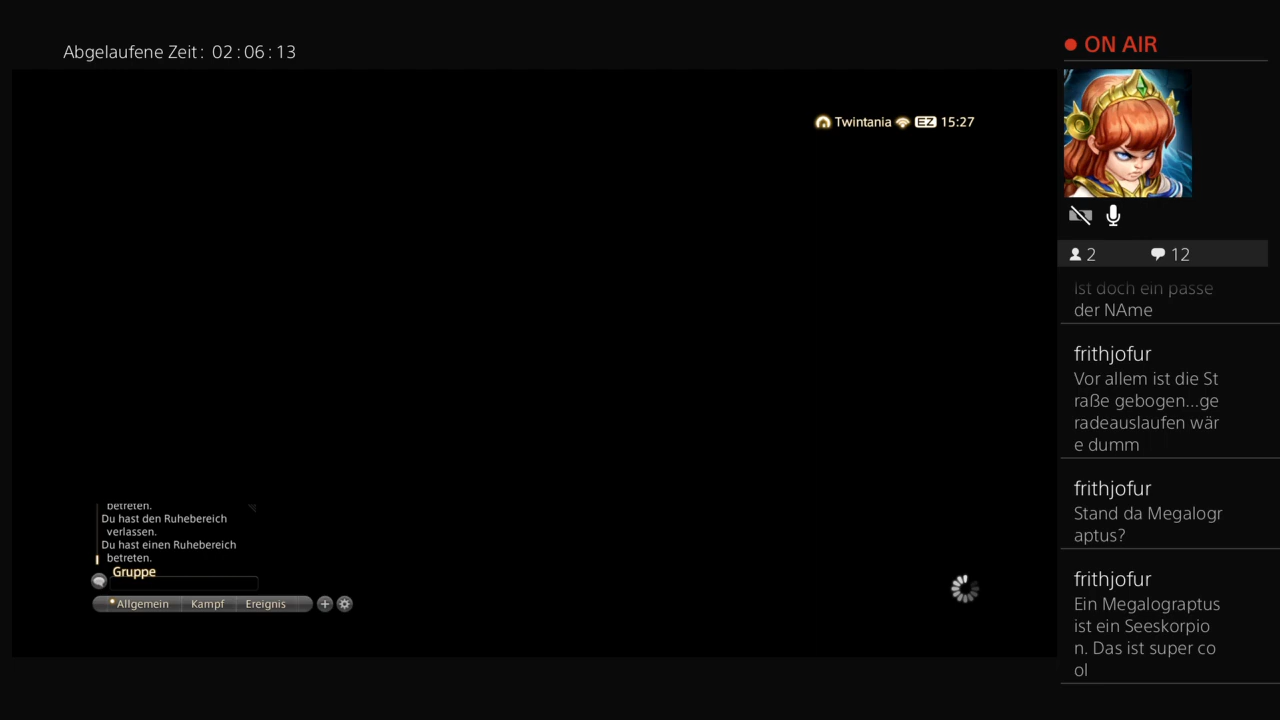 Abgelaufene Zeit: 02:06:13
ON AIR
Twintania EZ 15:27
2 12
Ist doch ein passe
der NAme
frithjofur
Vor allem ist die St
raße gebogen...ge
radeauslaufen wär
e dumm
frithjofur
Stand da Megalogr
aptus?
frithjofur
Ein Megalograptus
ist ein Seeskorpio
n. Das ist super co
ol
betreten.
Du hast den Ruhebereich
verlassen.
Du hast einen Ruhebereich
betreten.
Gruppe
Allgemein Kampf Ereignis